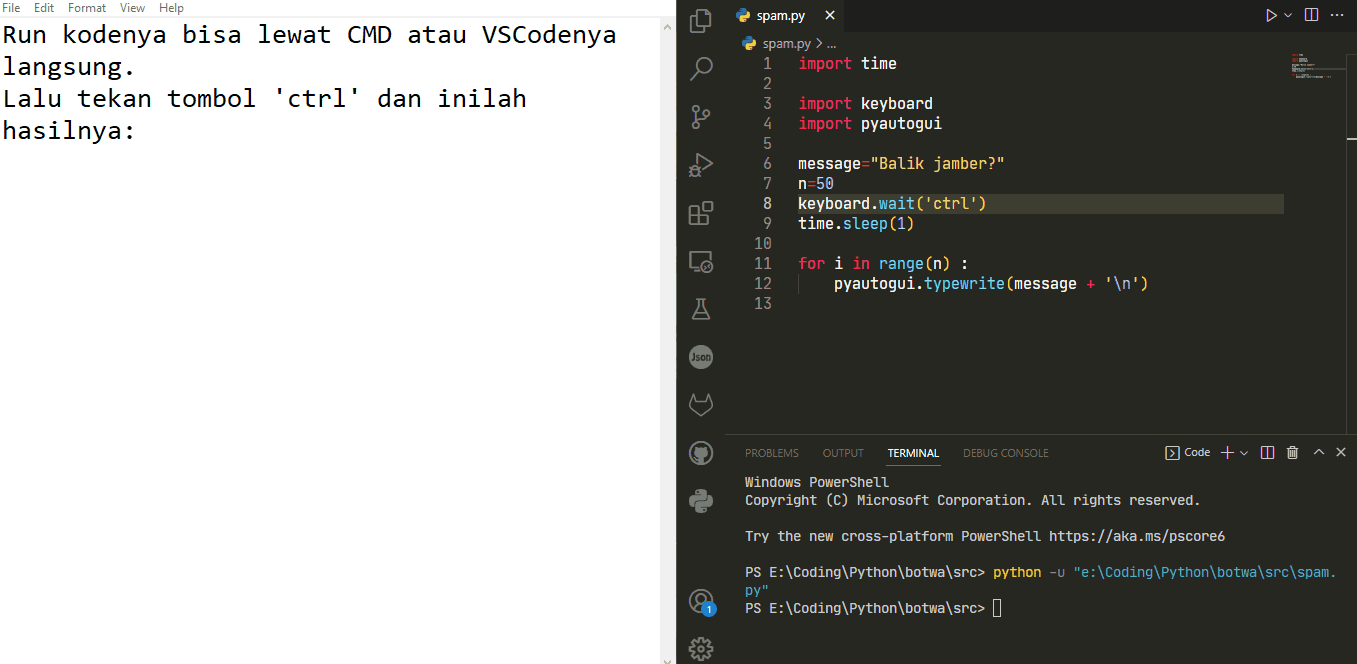 File Edit Format View Help
Run kodenya bisa lewat CMD atau VSCodenya
langsung.
Lalu tekan tombol 'ctrl' dan inilah
hasilnya:
spam.py
spam.py > ...
1 import time
2
3 import keyboard
4 import pyautogui
5
6 message="Balik jamber?"
7 n=50
8 keyboard.wait('ctrl')
9 time.sleep(1)
10
11 for i in range(n) :
12     pyautogui.typewrite(message + '\n')
13
Json
1
PROBLEMS OUTPUT TERMINAL DEBUG CONSOLE Code
Windows PowerShell
Copyright (C) Microsoft Corporation. All rights reserved.
Try the new cross-platform PowerShell https://aka.ms/pscore6
PS E:\Coding\Python\botwa\src> python -u "e:\Coding\Python\botwa\src\spam.
py"
PS E:\Coding\Python\botwa\src>